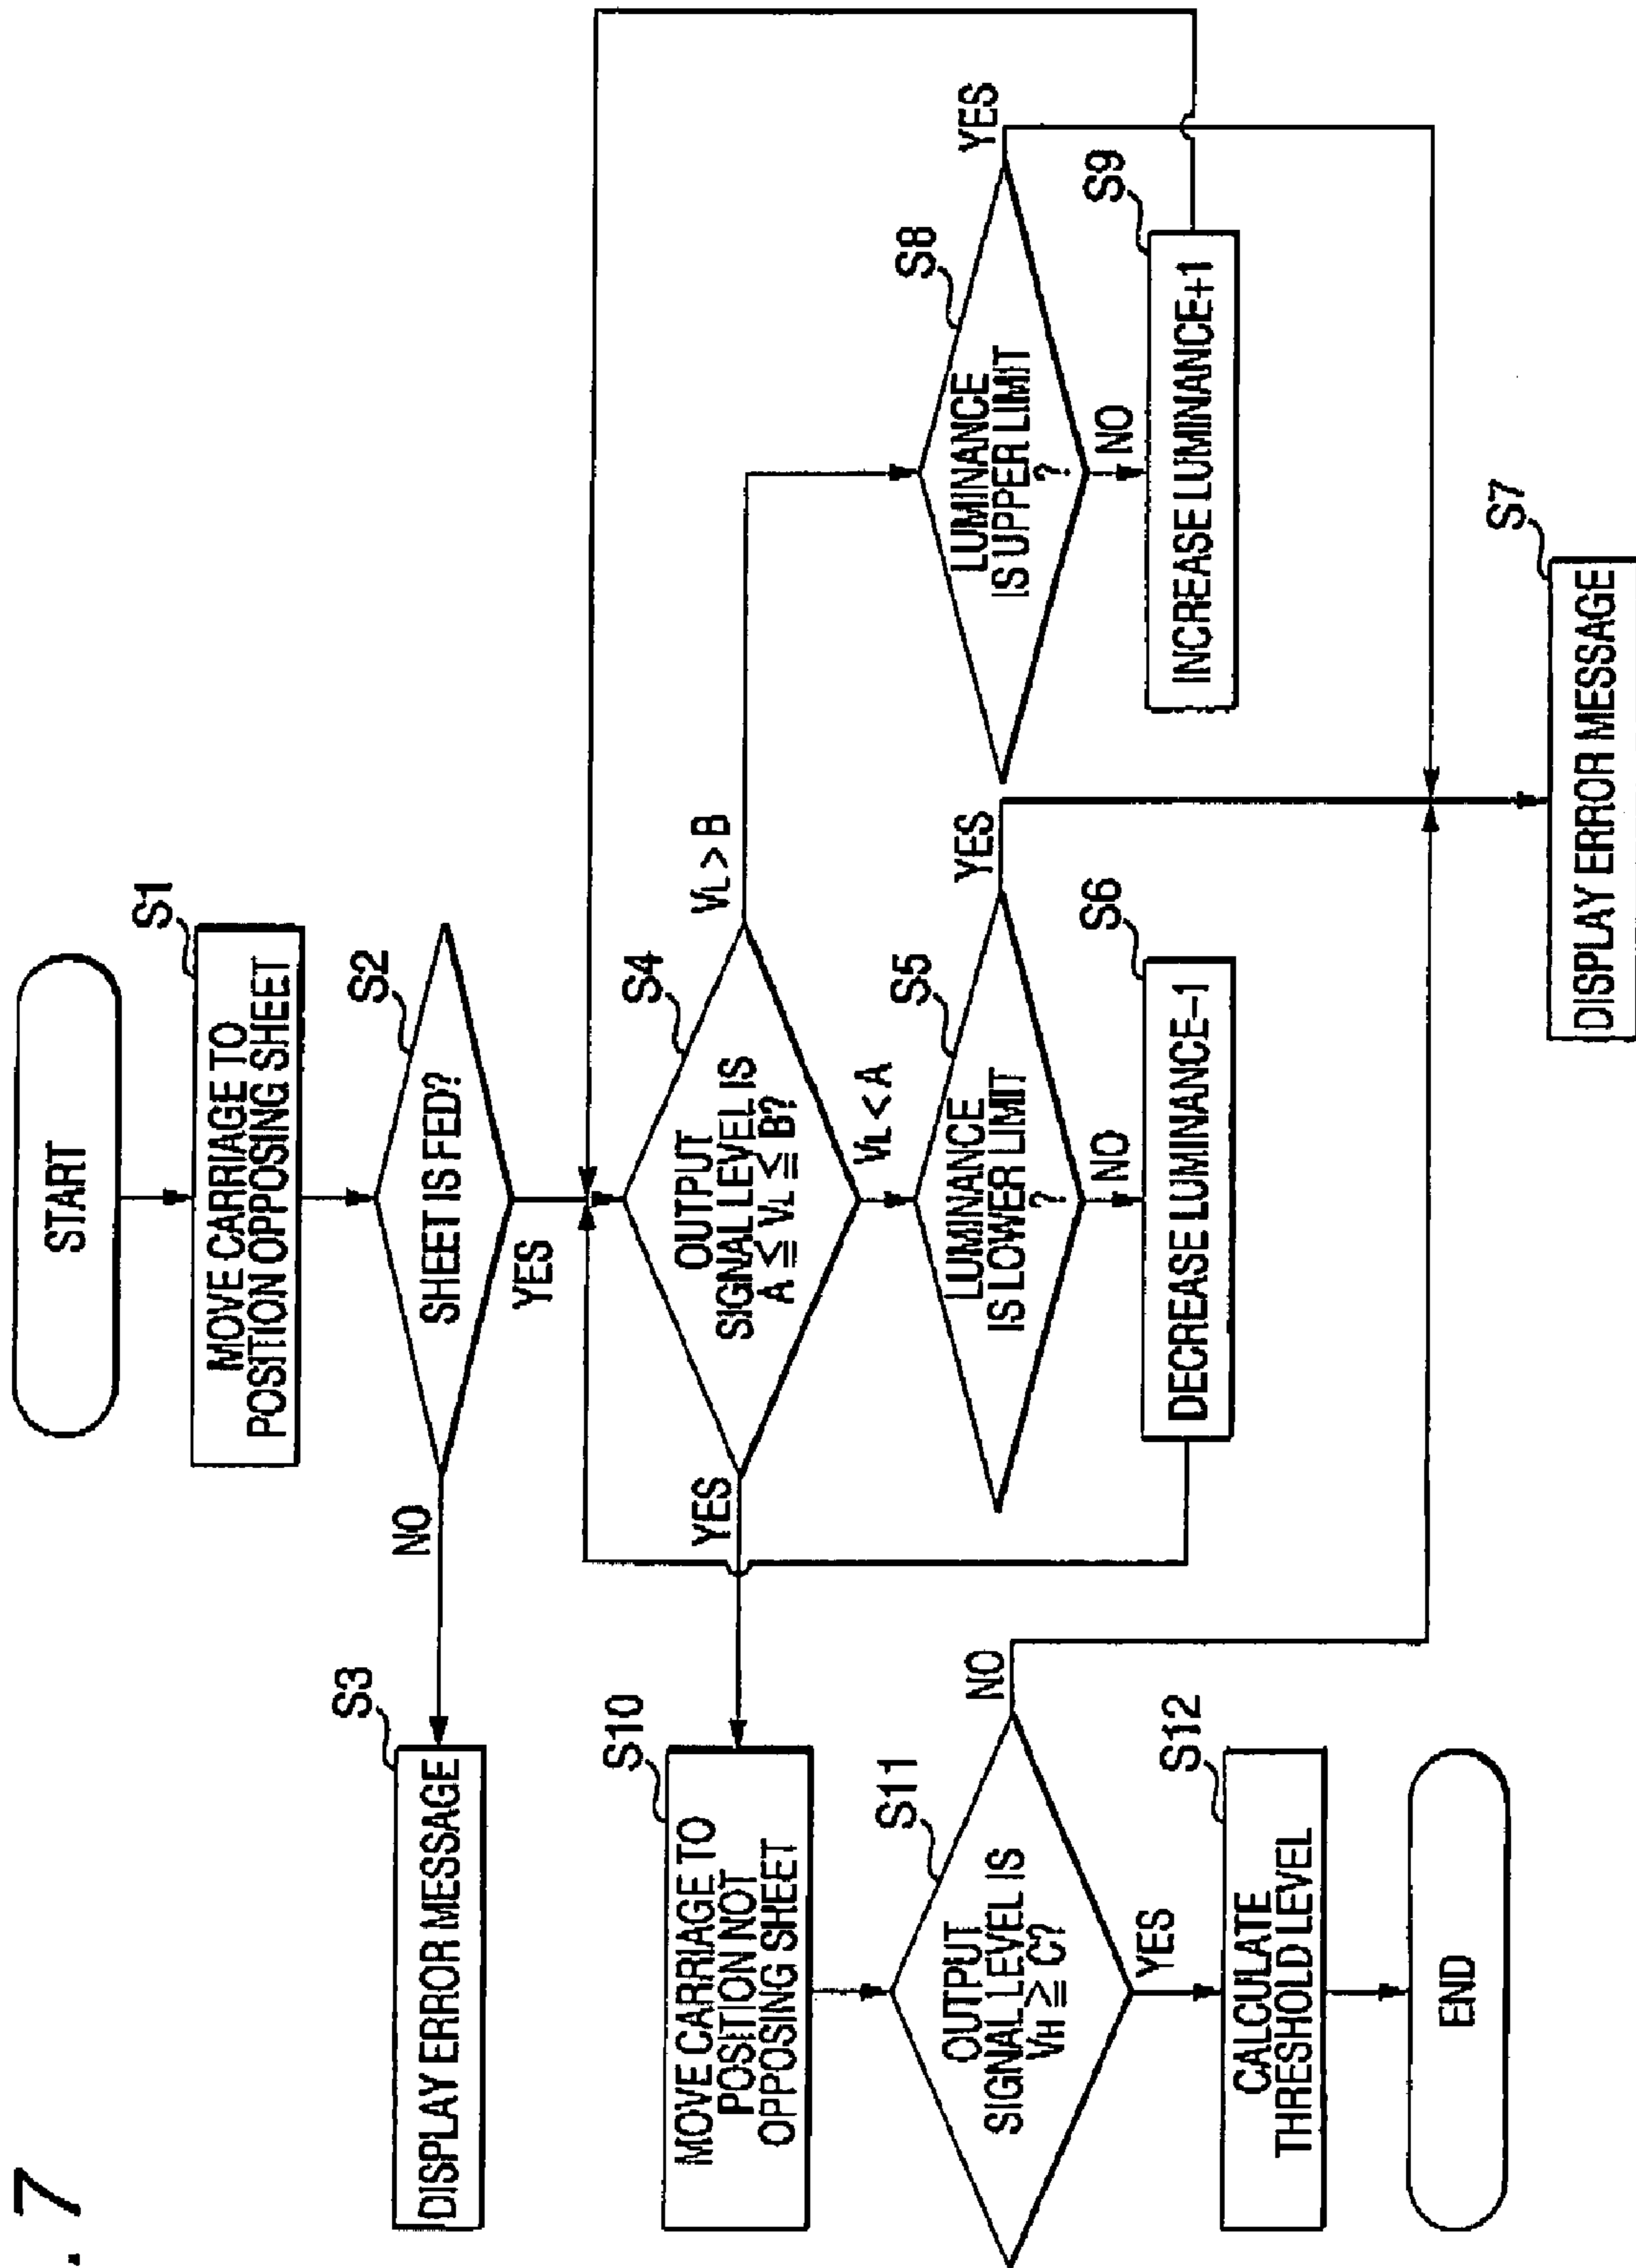 . 7
START
S1
MOVE CARRIAGE TO
POSITION OPPOSING SHEET
S2
SHEET IS FED?
NO
YES
S3
DISPLAY ERROR MESSAGE
S4
OUTPUT
SIGNAL LEVEL IS
A ≦ VL ≦ B?
YES
VL > B
VL < A
S5
LUMINANCE
IS LOWER LIMIT
?
YES
NO
S6
DECREASE LUMINANCE-1
S8
LUMINANCE
IS UPPER LIMIT
?
YES
NO
S9
INCREASE LUMINANCE+1
S7
DISPLAY ERROR MESSAGE
S10
MOVE CARRIAGE TO
POSITION NOT
OPPOSING SHEET
S11
OUTPUT
SIGNAL LEVEL IS
VH ≧ C?
NO
YES
S12
CALCULATE
THRESHOLD LEVEL
END